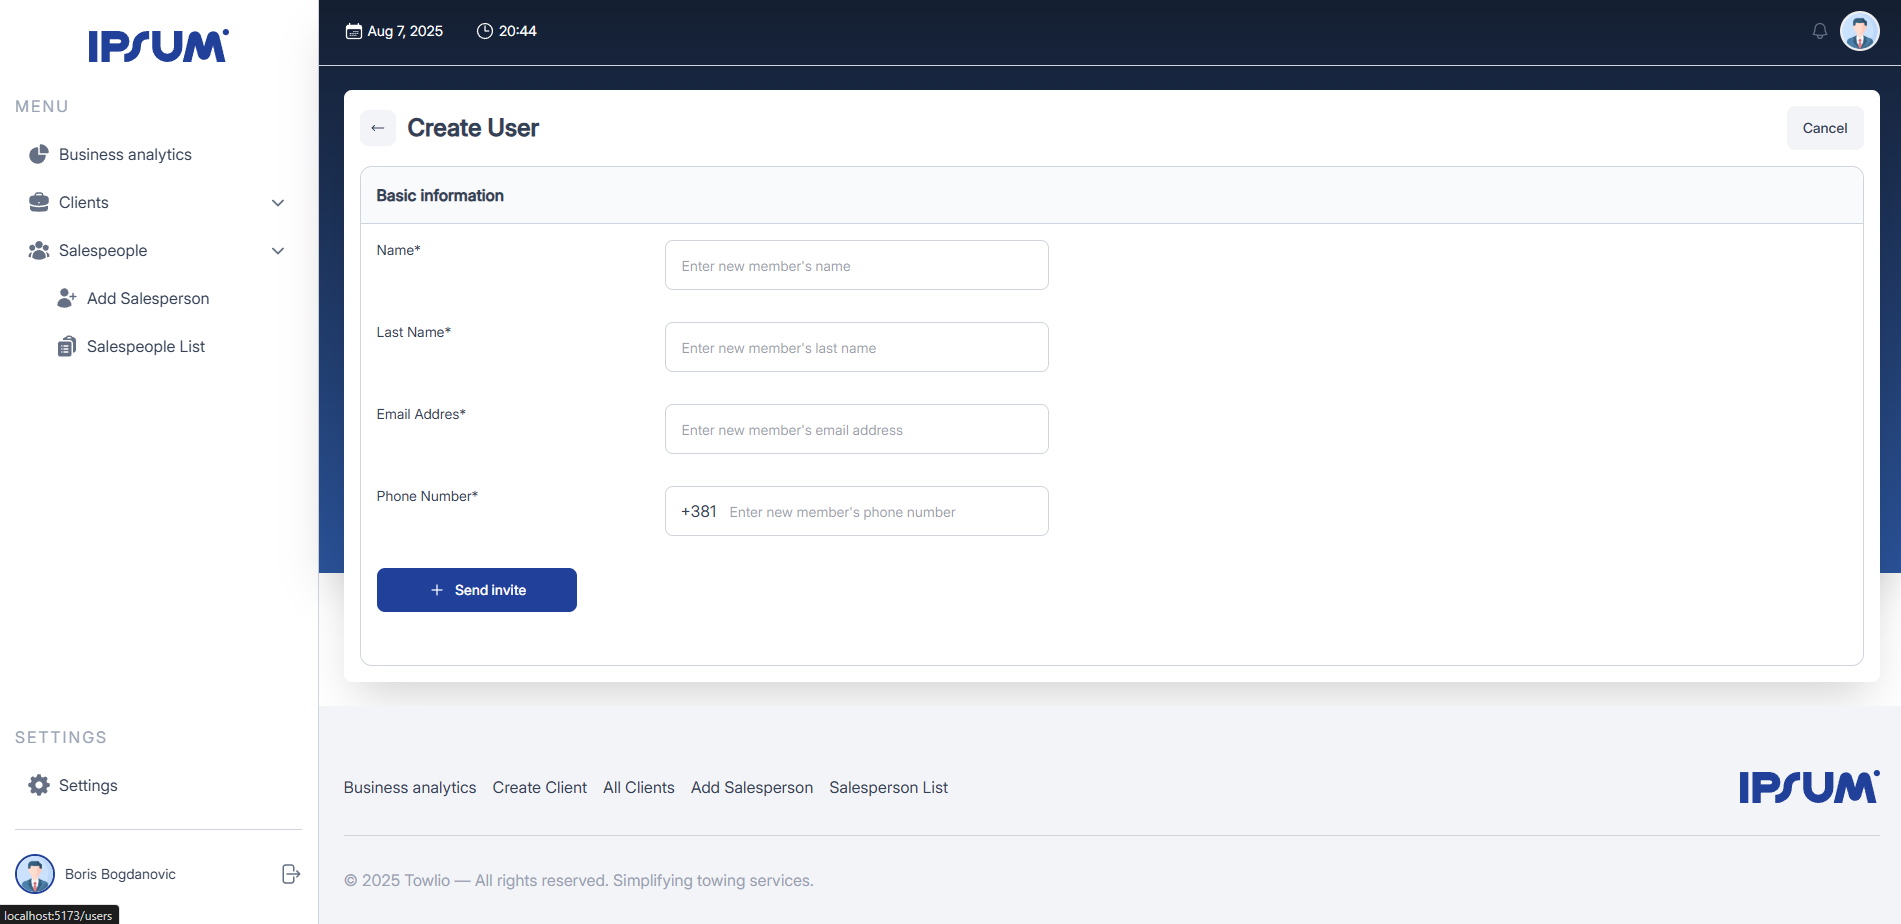 IPSUM
MENU
Business analytics
Clients
Salespeople
Add Salesperson
Salespeople List
SETTINGS
Settings
Boris Bogdanovic
localhost:5173/users
Aug 7, 2025 20:44
Create User
Cancel
Basic information
Name* Enter new member's name
Last Name* Enter new member's last name
Email Addres* Enter new member's email address
Phone Number* +381 Enter new member's phone number
+ Send invite
Business analytics Create Client All Clients Add Salesperson Salesperson List
IPSUM
© 2025 Towlio — All rights reserved. Simplifying towing services.